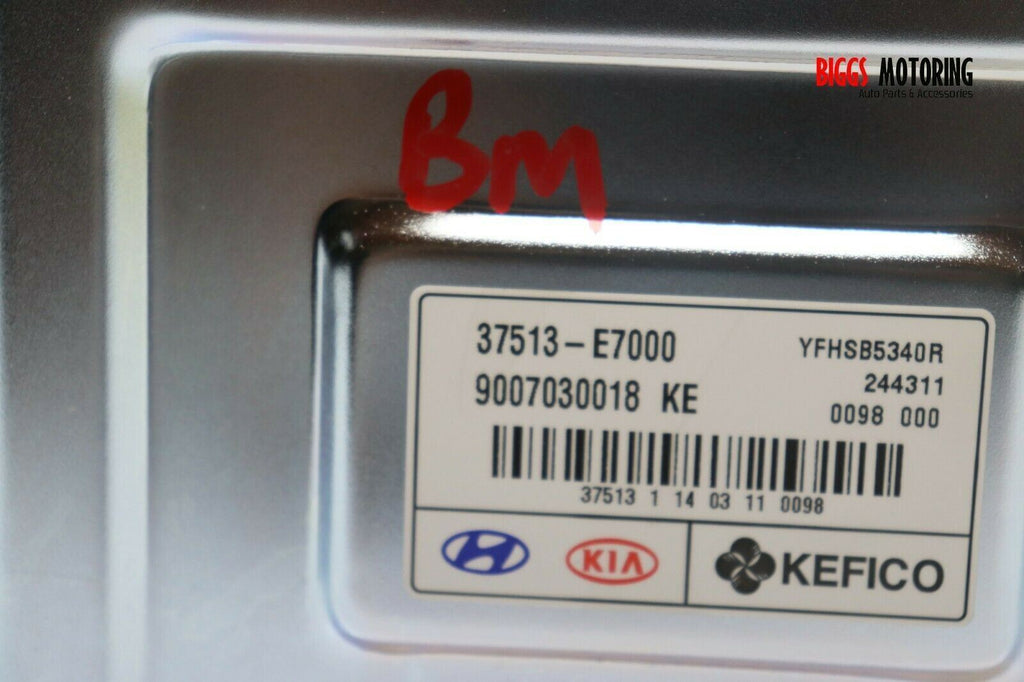 BIGGS MOTORING
Auto Parts & Accessories
Bm
37513-E7000
YFHSB5340R
9007030018 KE
244311
0098 000
37513 1 14 03 11 0098
H
KIA
KEFICO